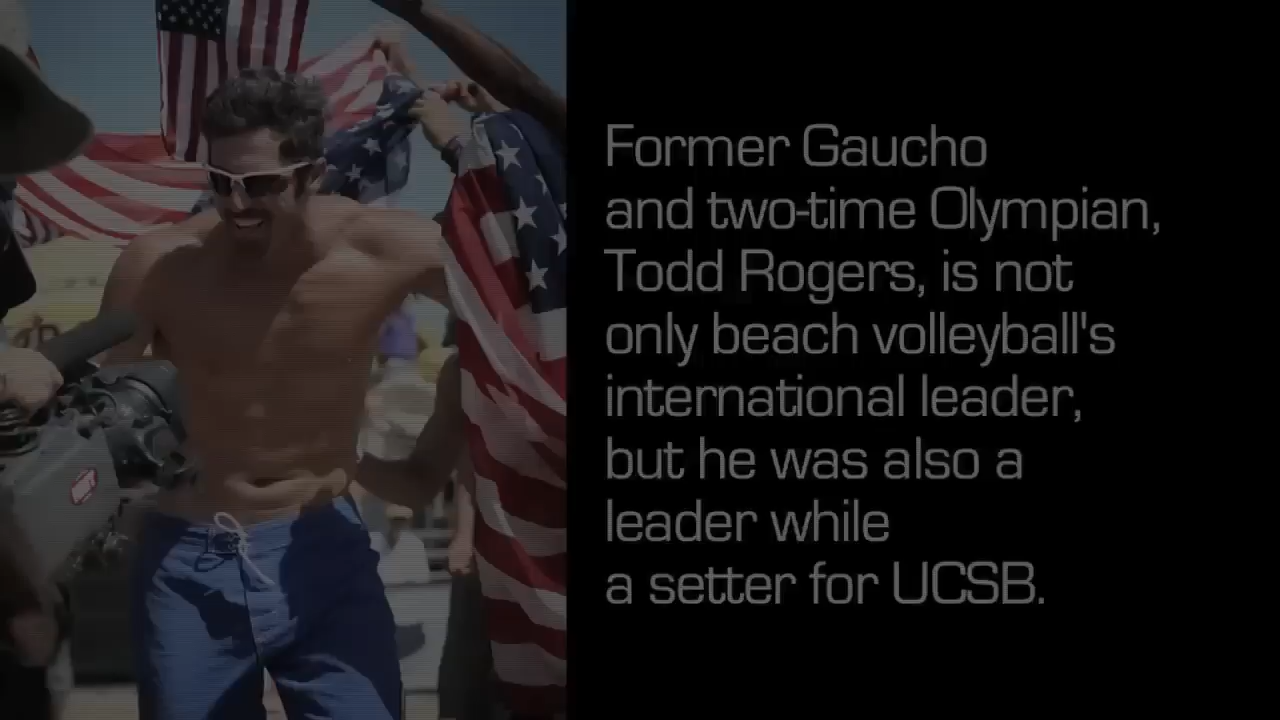 Former Gaucho
and two-time Olympian,
Todd Rogers, is not
only beach volleyball's
international leader,
but he was also a
leader while
a setter for UCSB.